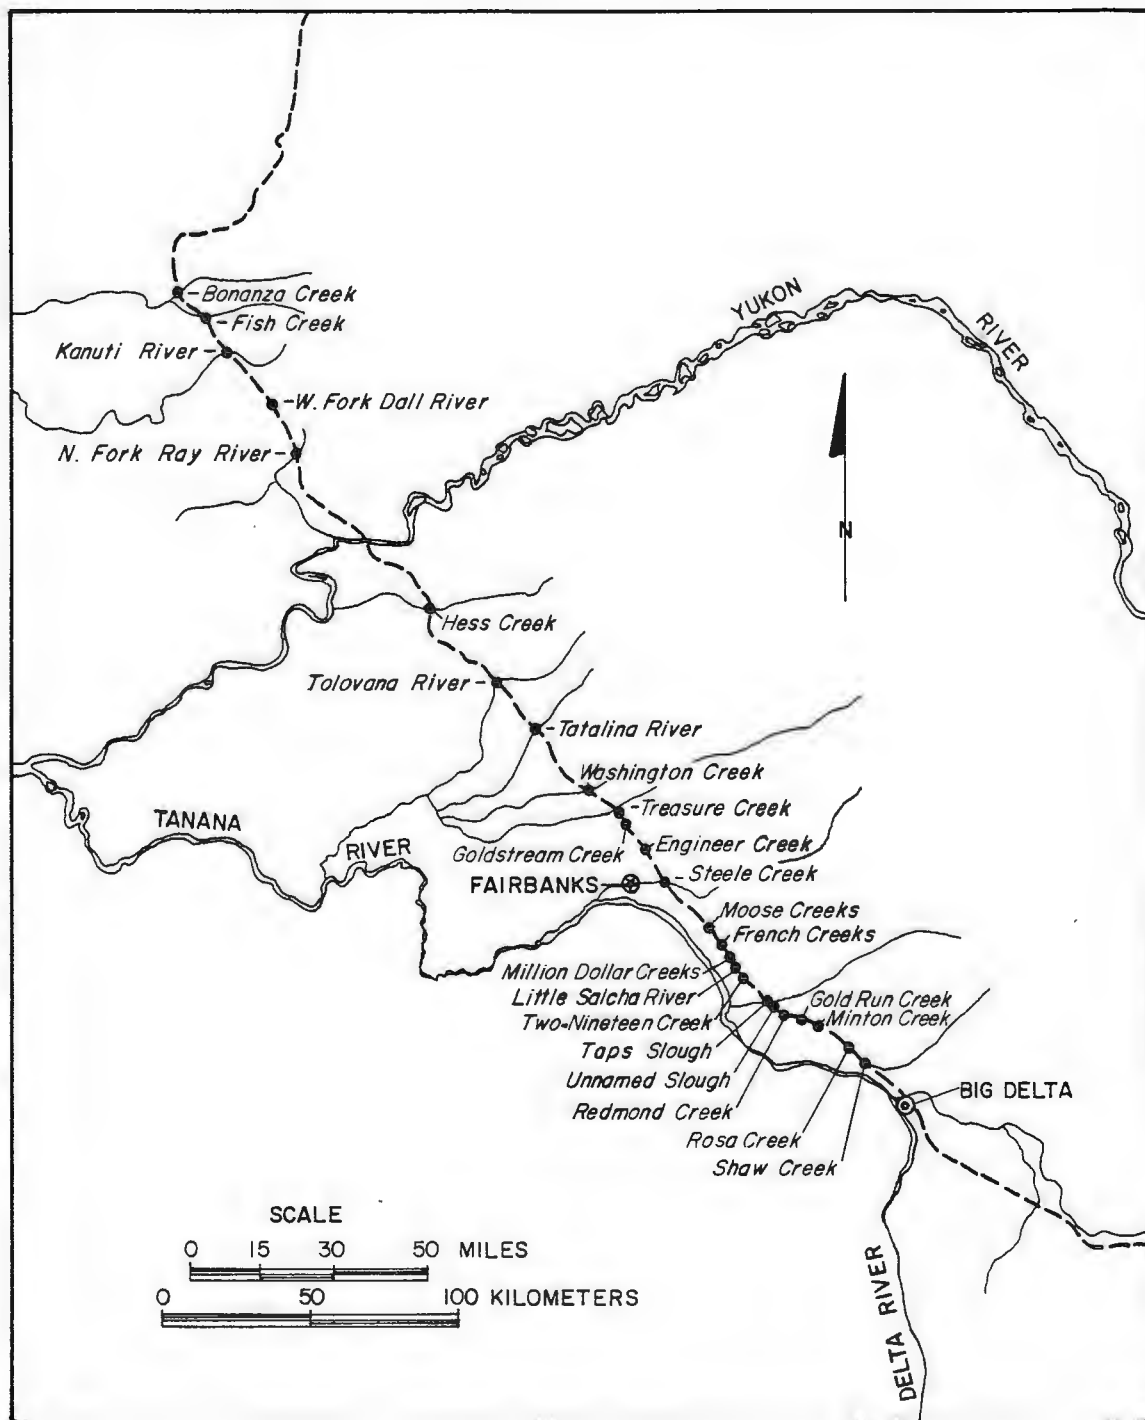 Bonanza Creek
Fish Creek
Kanuti River
W. Fork Dall River
N. Fork Ray River
YUKON
RIVER
N
Hess Creek
Tolovana River
Tatalina River
Washington Creek
Treasure Creek
TANANA
RIVER
Goldstream Creek
Engineer Creek
Steele Creek
FAIRBANKS
Moose Creeks
French Creeks
Million Dollar Creeks
Little Salcha River
Gold Run Creek
Two-Nineteen Creek
Minton Creek
Taps Slough
Unnamed Slough
Redmond Creek
BIG DELTA
Rosa Creek
Shaw Creek
SCALE
0 15 30 50 MILES
0 50 100 KILOMETERS
DELTA RIVER